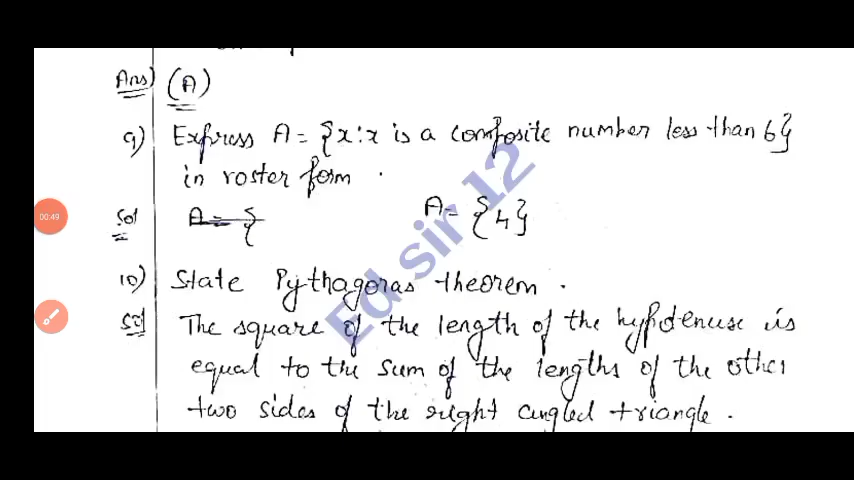 Ans) (A)
9) Express A = {x : x is a composite number less than 6}
in roster form .
Sol A = {
A = {4}
10) State Pythagoras theorem .
Sol The square of the length of the hypotenuse is
equal to the sum of the lengths of the other
two sides of the right angled triangle .
Ed sir 12
00:49